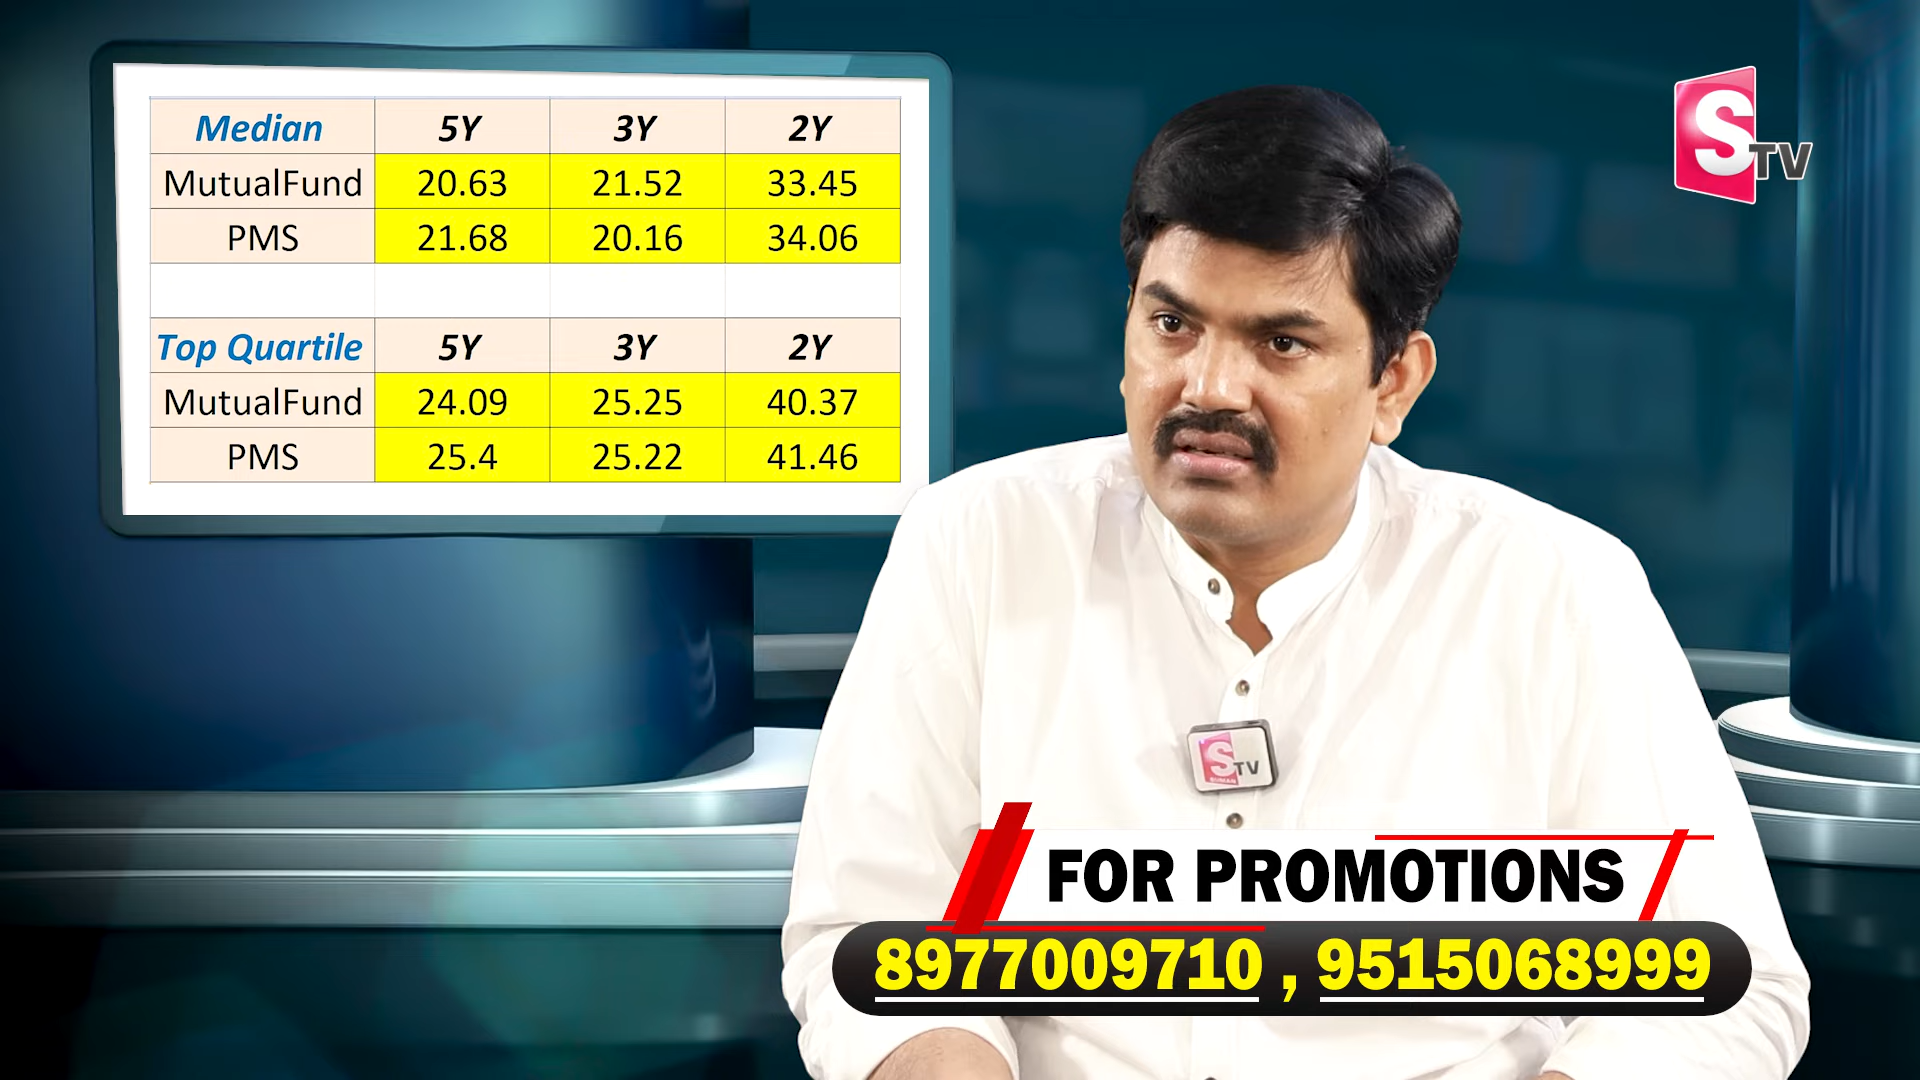 Median 5Y 3Y 2Y
MutualFund 20.63 21.52 33.45
PMS 21.68 20.16 34.06
Top Quartile 5Y 3Y 2Y
MutualFund 24.09 25.25 40.37
PMS 25.4 25.22 41.46
STV
STV
SUMAN
FOR PROMOTIONS
8977009710 , 9515068999